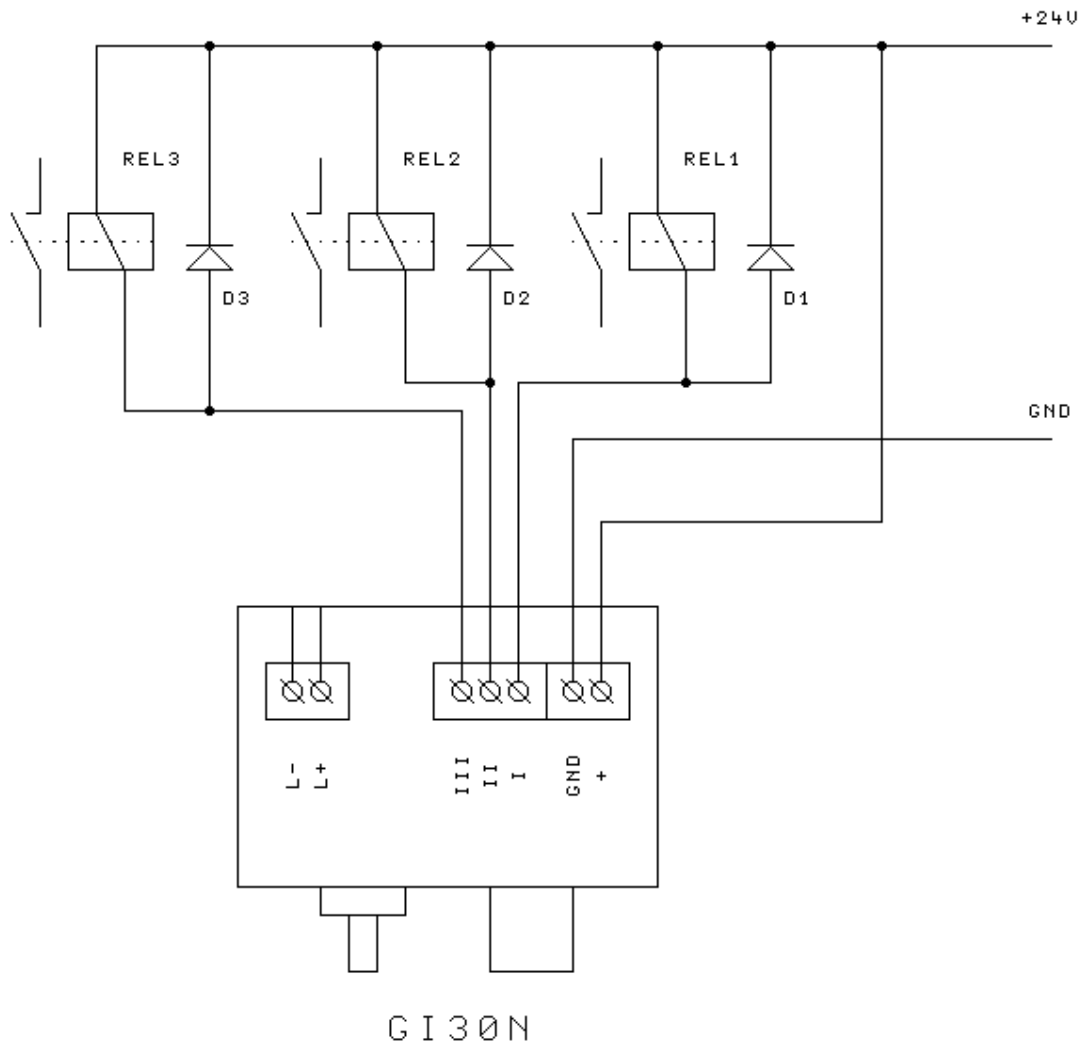 +24V
REL3 REL2 REL1
D3 D2 D1
GND
L- L+ III II I GND +
GI30N